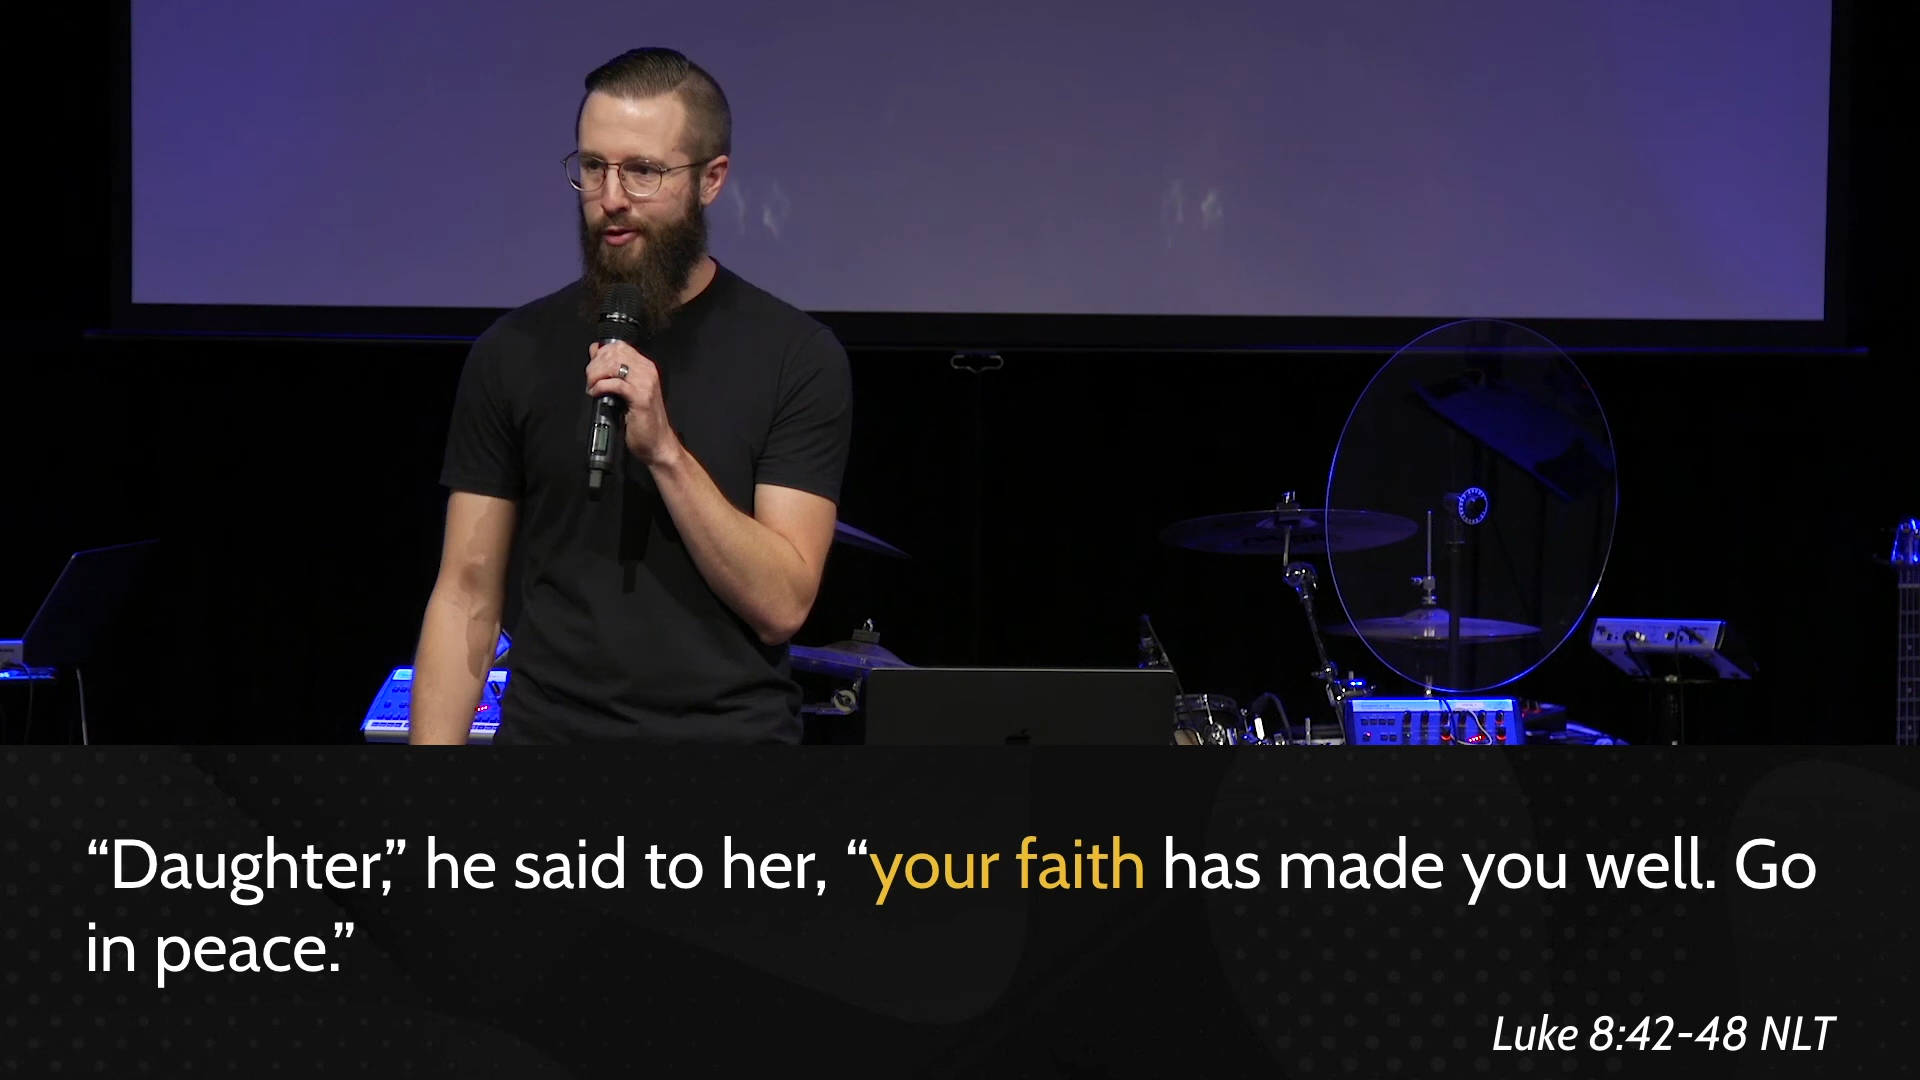 “Daughter,” he said to her, “your faith has made you well. Go
in peace.”
Luke 8:42-48 NLT